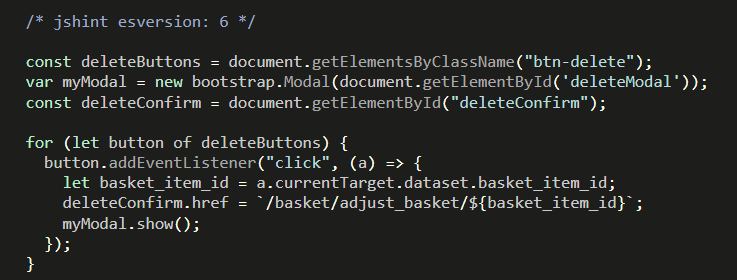 /* jshint esversion: 6 */
const deleteButtons = document.getElementsByClassName("btn-delete");
var myModal = new bootstrap.Modal(document.getElementById('deleteModal'));
const deleteConfirm = document.getElementById("deleteConfirm");
for (let button of deleteButtons) {
  button.addEventListener("click", (a) => {
    let basket_item_id = a.currentTarget.dataset.basket_item_id;
    deleteConfirm.href = `/basket/adjust_basket/${basket_item_id}`;
    myModal.show();
  });
}